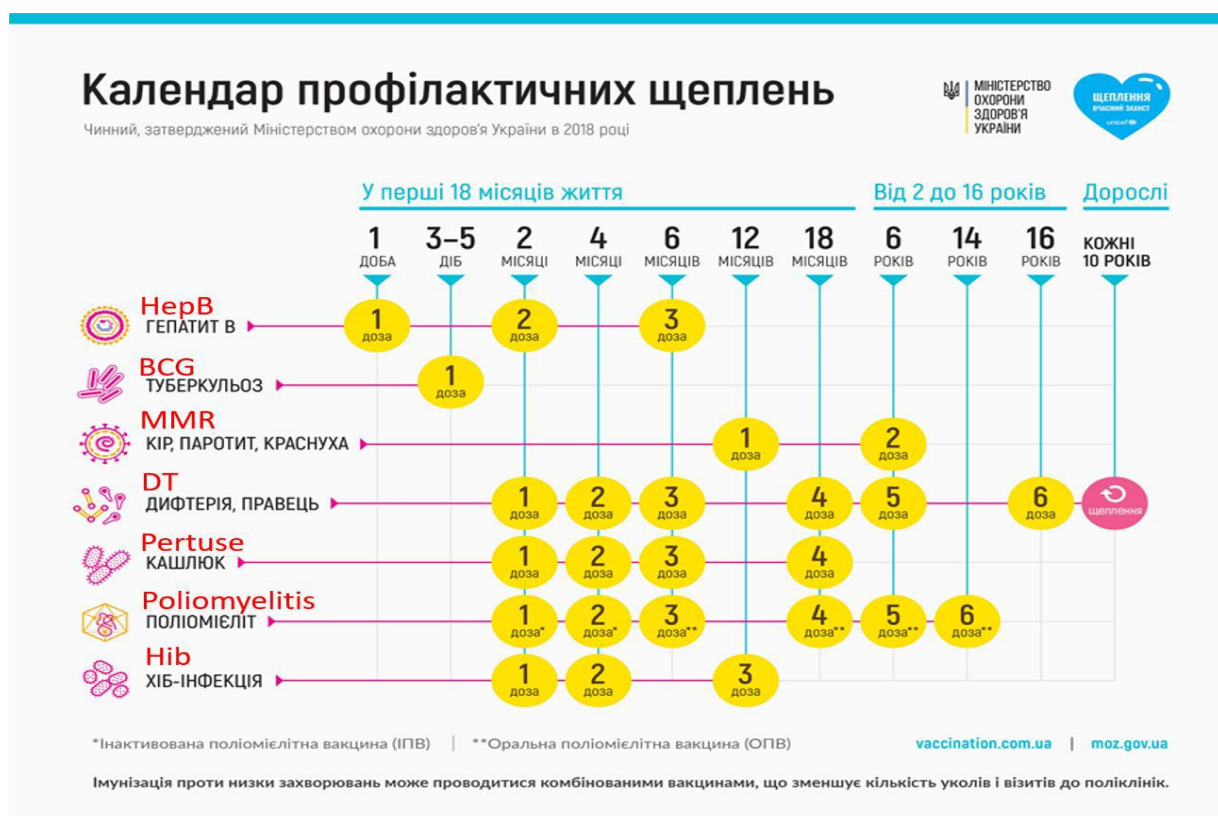 Календар профілактичних щеплень
Чинний, затверджений Міністерством охорони здоров'я України в 2018 році
МІНІСТЕРСТВО
ОХОРОНИ
ЗДОРОВ'Я
УКРАЇНИ
ЩЕПЛЕННЯ
ВЧАСНИЙ ЗАХИСТ
unicef
У перші 18 місяців життя
Від 2 до 16 років
Дорослі
1 ДОБА
3–5 ДІБ
2 МІСЯЦІ
4 МІСЯЦІ
6 МІСЯЦІВ
12 МІСЯЦІВ
18 МІСЯЦІВ
6 РОКІВ
14 РОКІВ
16 РОКІВ
КОЖНІ
10 РОКІВ
HepB
ГЕПАТИТ В
1 доза 2 доза 3 доза
BCG
ТУБЕРКУЛЬОЗ
1 доза
MMR
КІР, ПАРОТИТ, КРАСНУХА
1 доза 2 доза
DT
ДИФТЕРІЯ, ПРАВЕЦЬ
1 доза 2 доза 3 доза 4 доза 5 доза 6 доза щеплення
Pertuse
КАШЛЮК
1 доза 2 доза 3 доза 4 доза
Poliomyelitis
ПОЛІОМІЄЛІТ
1 доза* 2 доза* 3 доза** 4 доза** 5 доза** 6 доза**
Hib
ХІБ-ІНФЕКЦІЯ
1 доза 2 доза 3 доза
*Інактивована поліомієлітна вакцина (ІПВ) | **Оральна поліомієлітна вакцина (ОПВ)
vaccination.com.ua | moz.gov.ua
Імунізація проти низки захворювань може проводитися комбінованими вакцинами, що зменшує кількість уколів і візитів до поліклінік.